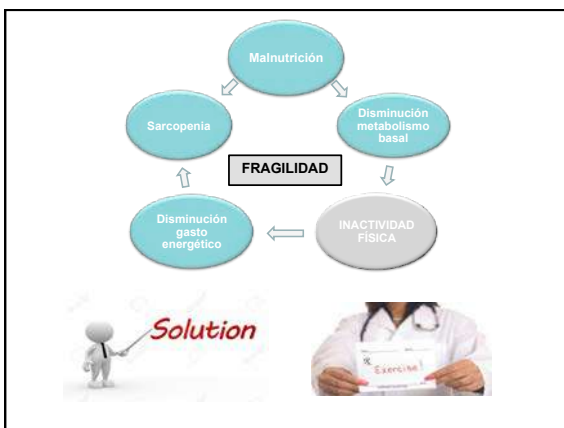 Malnutrición
Disminución
metabolismo
basal
INACTIVIDAD
FÍSICA
Disminución
gasto
energético
Sarcopenia
FRAGILIDAD
Solution
Exercise!